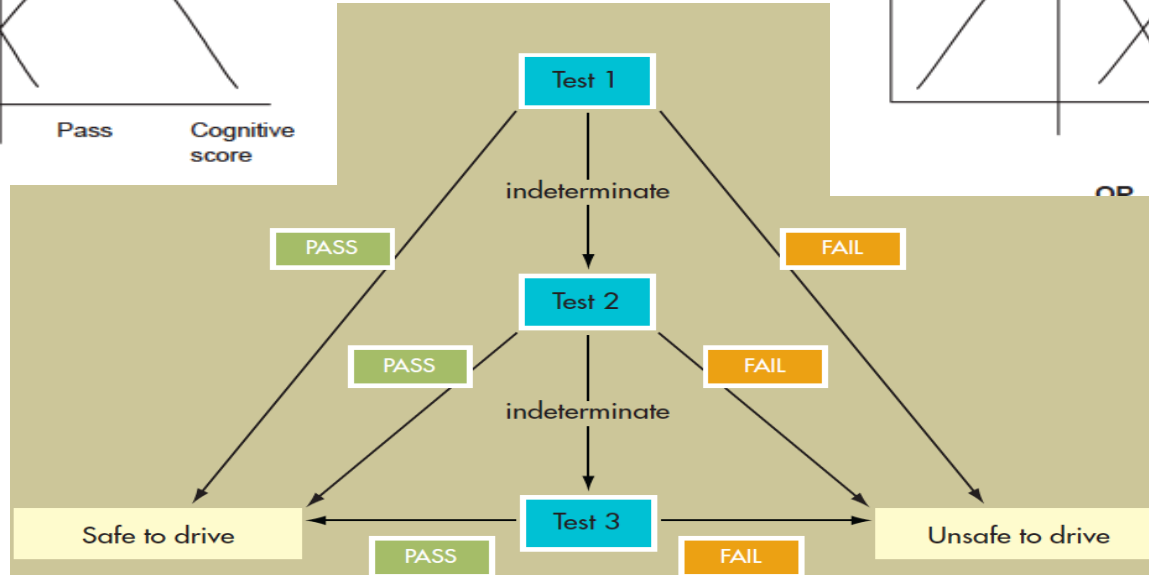 Test 1
Pass
Cognitive
score
indeterminate
OR
PASS
FAIL
Test 2
PASS
FAIL
indeterminate
Test 3
Safe to drive
Unsafe to drive
PASS
FAIL